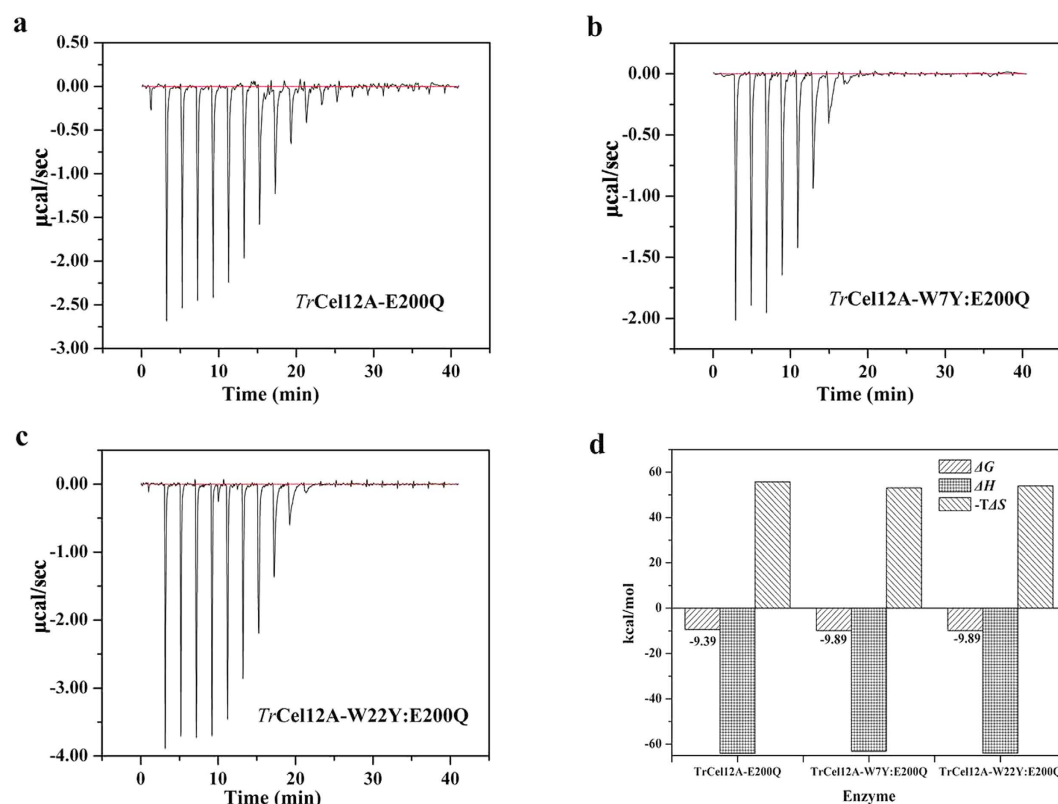 a
0.50
0.00
-0.50
-1.00
-1.50
-2.00
-2.50
-3.00
μcal/sec
TrCel12A-E200Q
0 10 20 30 40
Time (min)
b
0.00
-0.50
-1.00
-1.50
-2.00
μcal/sec
TrCel12A-W7Y:E200Q
0 10 20 30 40
Time (min)
c
0.00
-1.00
-2.00
-3.00
-4.00
μcal/sec
TrCel12A-W22Y:E200Q
0 10 20 30 40
Time (min)
d
60
40
20
0
-20
-40
-60
kcal/mol
ΔG
ΔH
-TΔS
-9.39 -9.89 -9.89
TrCel12A-E200Q TrCel12A-W7Y:E200Q TrCel12A-W22Y:E200Q
Enzyme